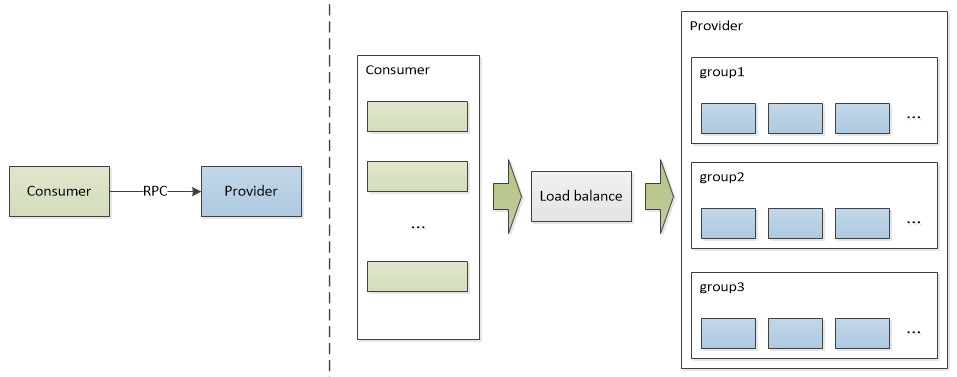 Consumer
RPC
Provider
Consumer
...
Load balance
Provider
group1
...
group2
...
group3
...